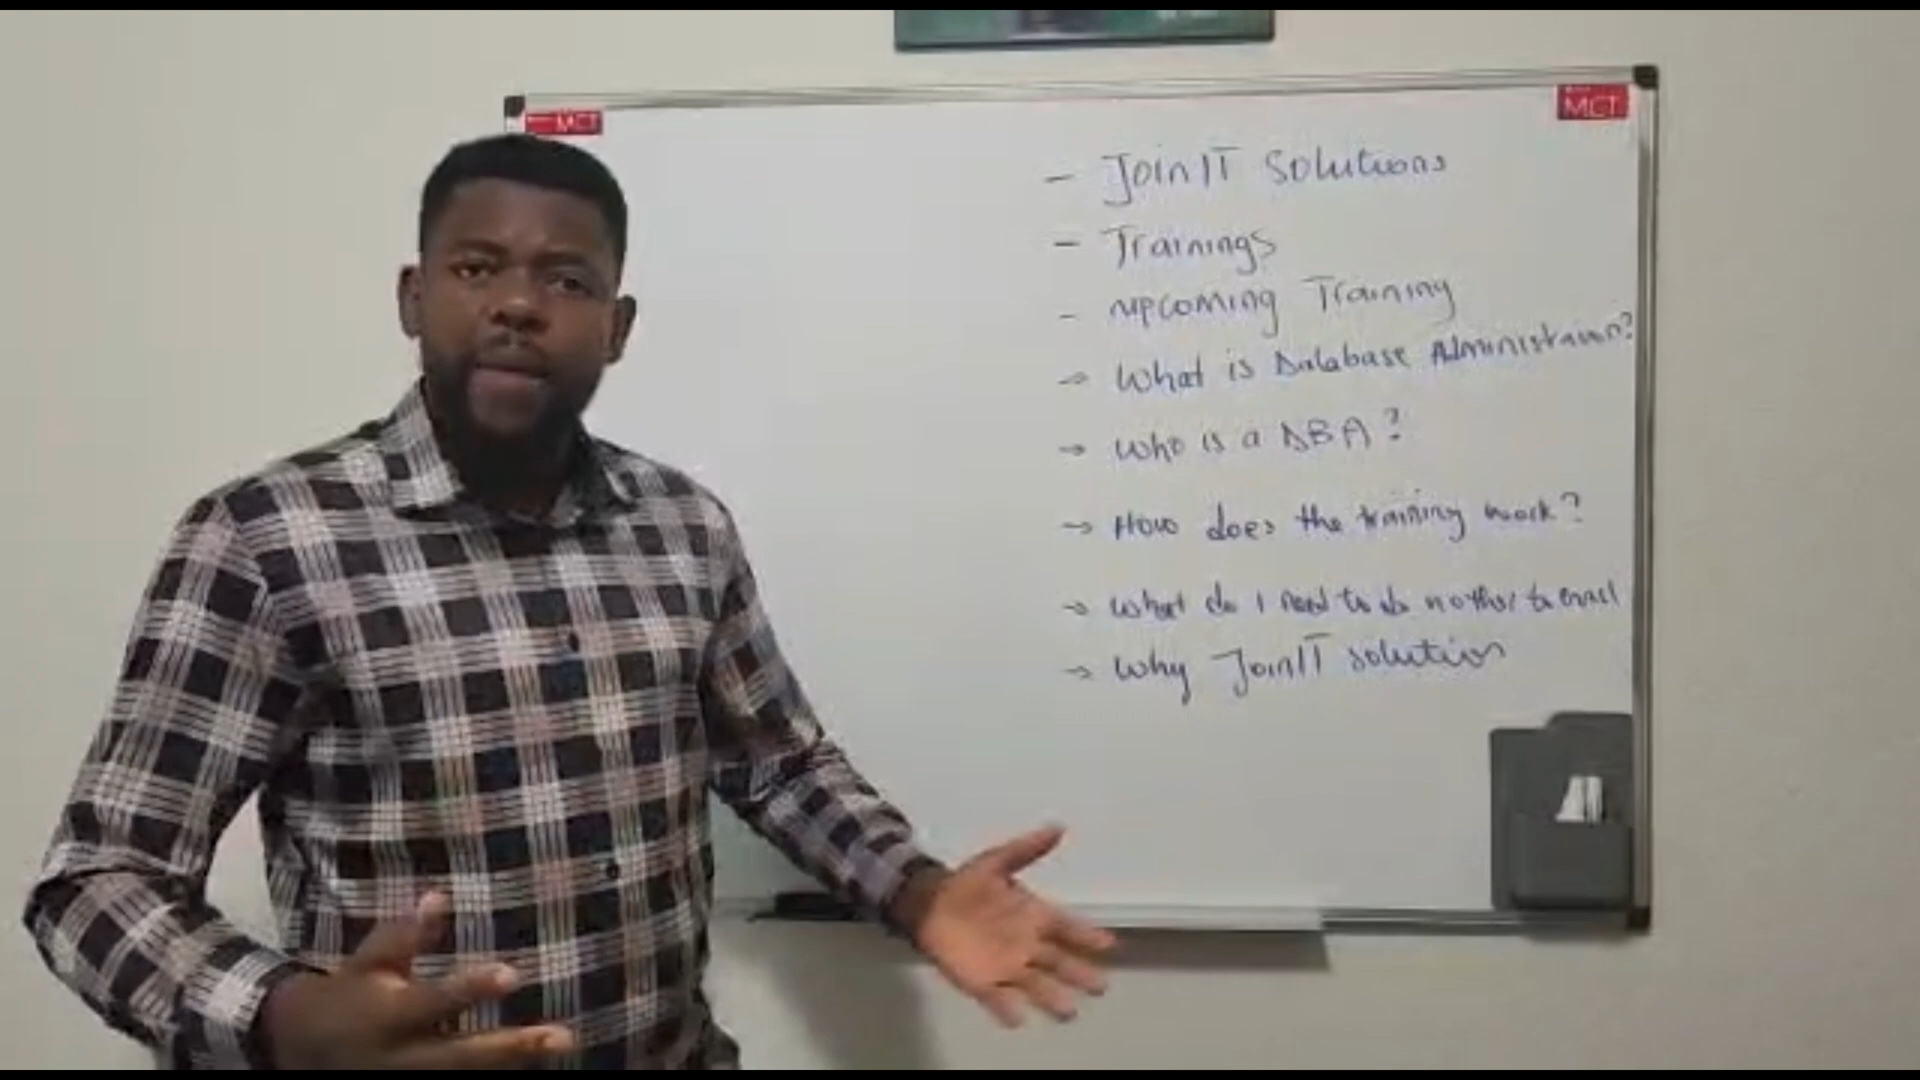 MCT
MCT
- JoinIT Solutions
- Trainings
- upcoming Training
-> What is Database Administration?
-> Who is a DBA?
-> How does the training work?
-> What do I need to do to enrol
-> Why JoinIT solution